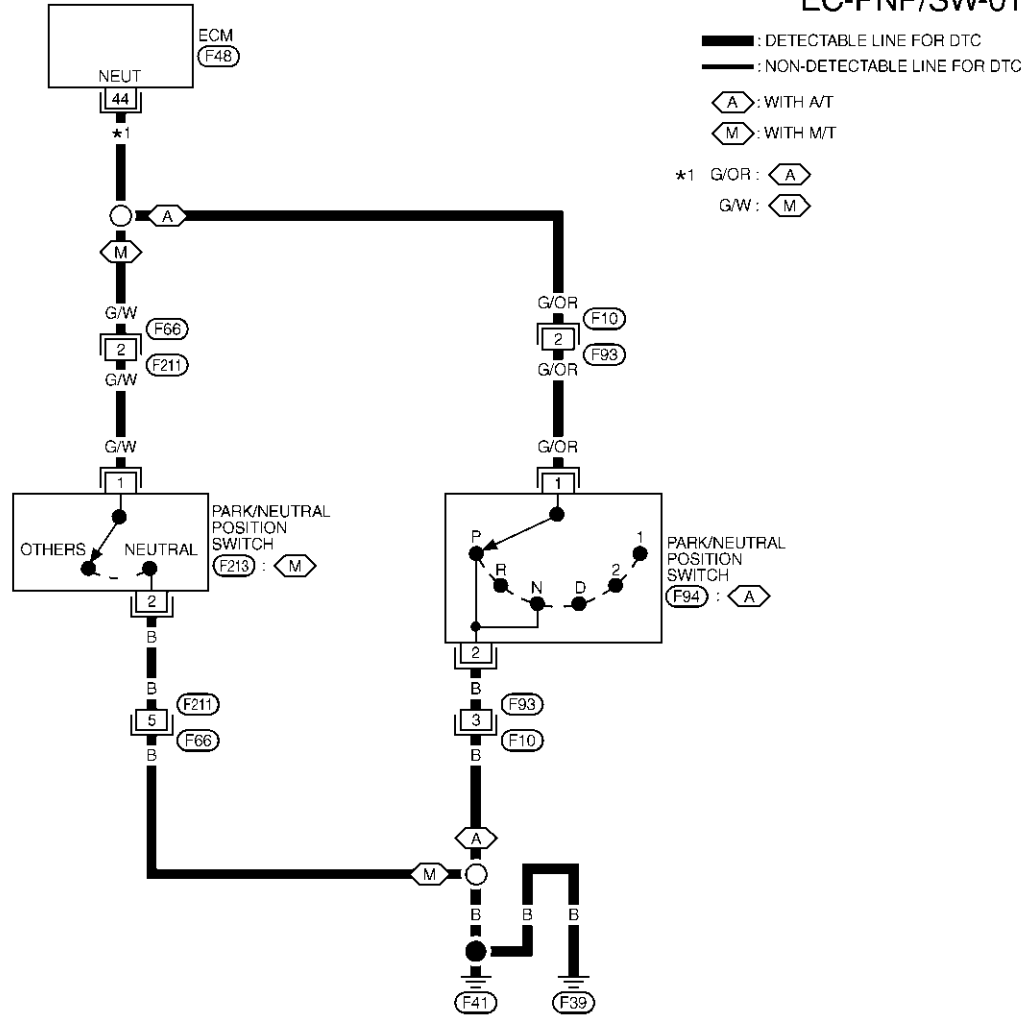 EC-PNP/SW-01
: DETECTABLE LINE FOR DTC
: NON-DETECTABLE LINE FOR DTC
A : WITH A/T
M : WITH M/T
*1 G/OR : A
G/W : M
ECM
F48
NEUT
44
*1
A
M
G/W
G/OR
F66
F10
2
2
F211
F93
G/W
G/OR
G/W
G/OR
1
1
PARK/NEUTRAL
POSITION
SWITCH
F213 : M
OTHERS
NEUTRAL
2
P
R
N
D
2
1
PARK/NEUTRAL
POSITION
SWITCH
F94 : A
2
B
B
B
B
F211
F93
5
3
F66
F10
B
B
A
M
B
B
B
F41
F39